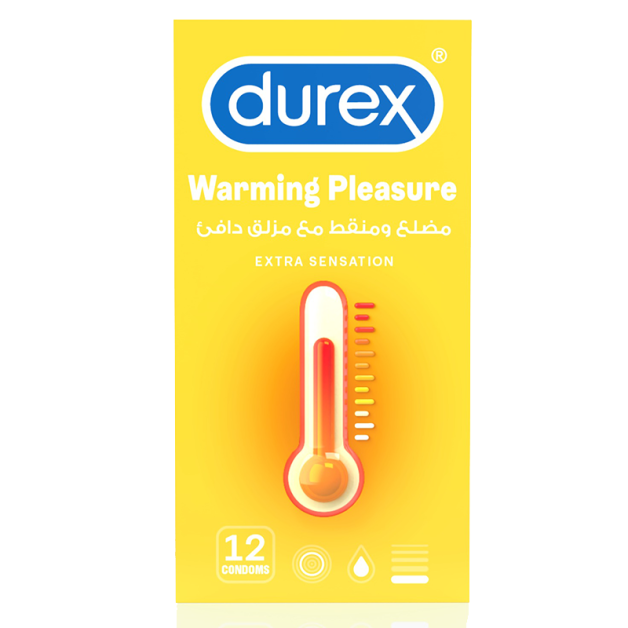 durex®
Warming Pleasure
مضلع ومنقط مع مزلق دافئ
EXTRA SENSATION
12
CONDOMS